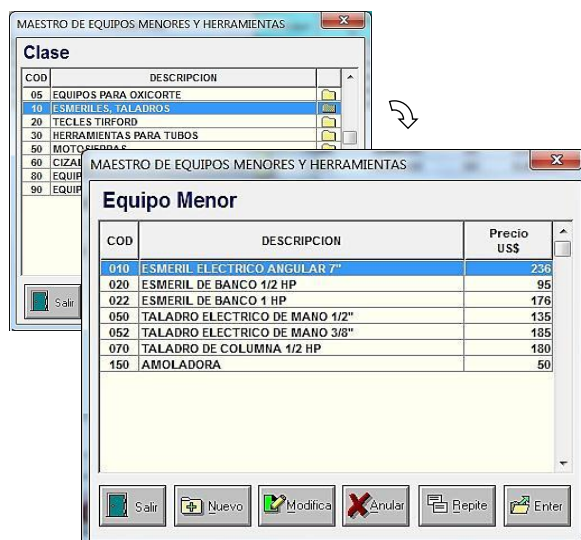 MAESTRO DE EQUIPOS MENORES Y HERRAMIENTAS
Clase
COD DESCRIPCION
05 EQUIPOS PARA OXICORTE
10 ESMERILES, TALADROS
20 TECLES TIRFORD
30 HERRAMIENTAS PARA TUBOS
50 MOTOSIERRAS
60 CIZAL
80 EQUIP
90 EQUIP
Salir
MAESTRO DE EQUIPOS MENORES Y HERRAMIENTAS
Equipo Menor
COD DESCRIPCION Precio US$
010 ESMERIL ELECTRICO ANGULAR 7" 236
020 ESMERIL DE BANCO 1/2 HP 95
022 ESMERIL DE BANCO 1 HP 176
050 TALADRO ELECTRICO DE MANO 1/2" 135
052 TALADRO ELECTRICO DE MANO 3/8" 185
070 TALADRO DE COLUMNA 1/2 HP 180
150 AMOLADORA 50
Salir Nuevo Modifica Anular Repite Enter